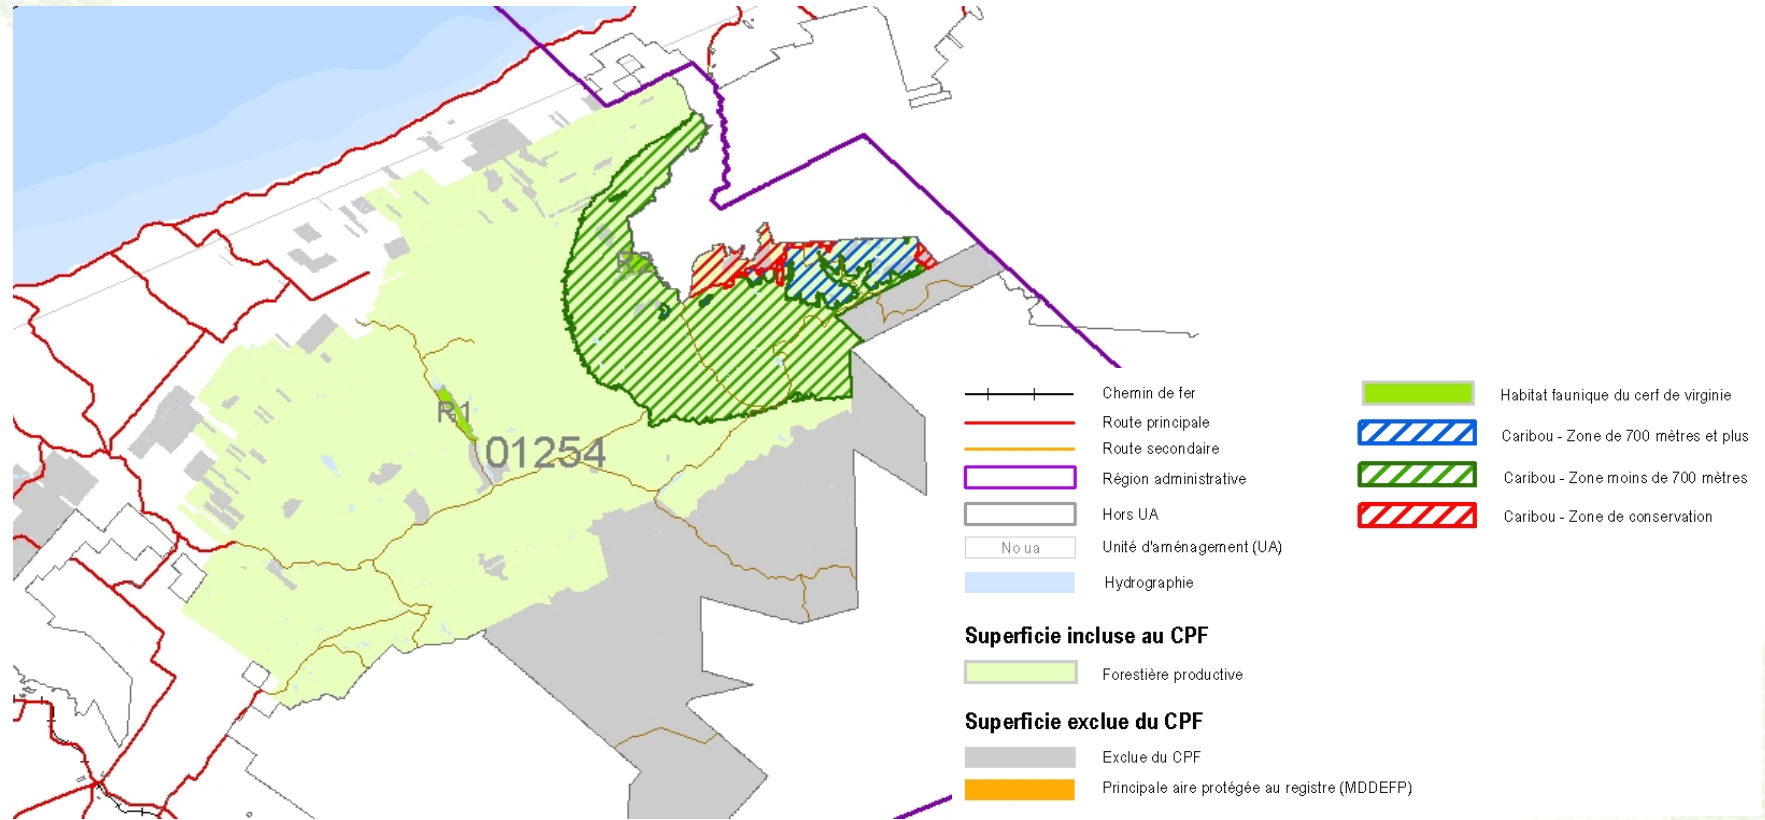 R2
R1
01254
Chemin de fer
Route principale
Route secondaire
Région administrative
Hors UA
No ua
Unité d'aménagement (UA)
Hydrographie
Superficie incluse au CPF
Forestière productive
Superficie exclue du CPF
Exclue du CPF
Principale aire protégée au registre (MDDEFP)
Habitat faunique du cerf de virginie
Caribou - Zone de 700 mètres et plus
Caribou - Zone moins de 700 mètres
Caribou - Zone de conservation